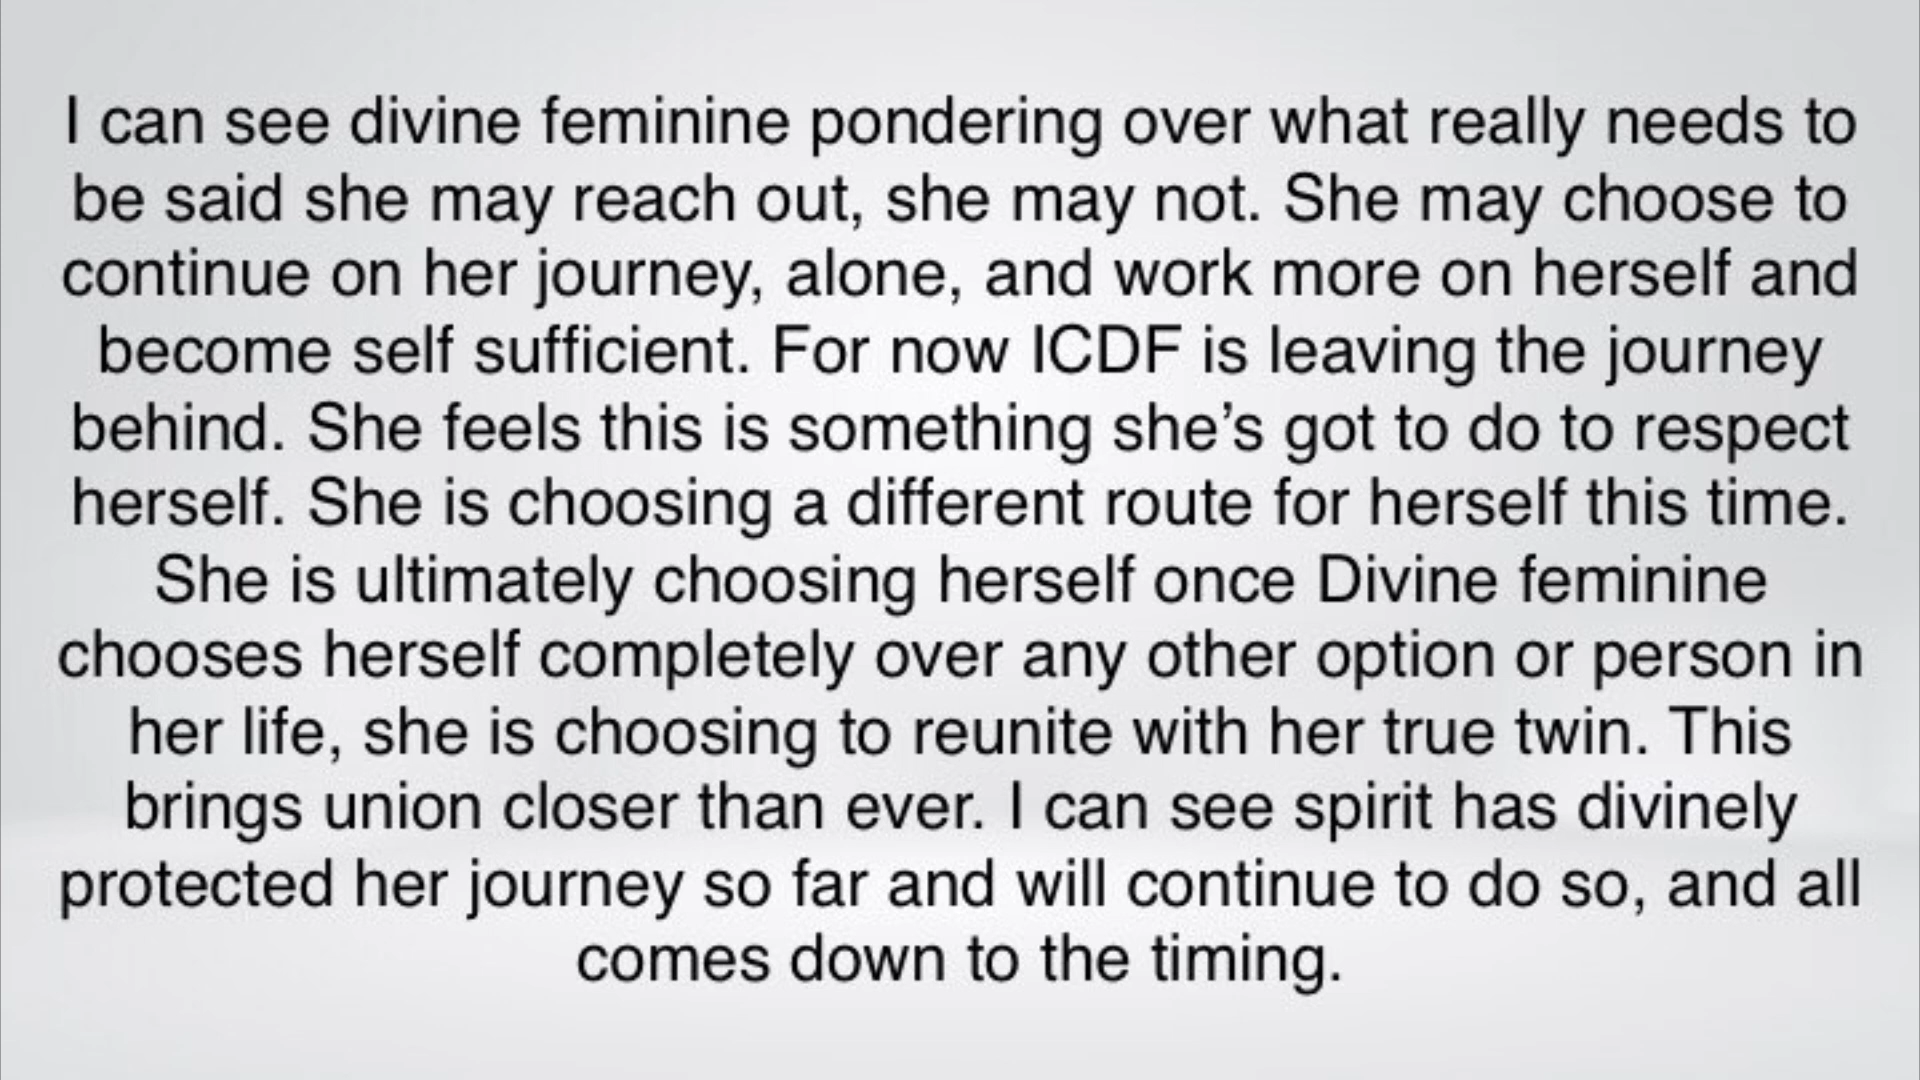 I can see divine feminine pondering over what really needs to
be said she may reach out, she may not. She may choose to
continue on her journey, alone, and work more on herself and
become self sufficient. For now ICDF is leaving the journey
behind. She feels this is something she’s got to do to respect
herself. She is choosing a different route for herself this time.
She is ultimately choosing herself once Divine feminine
chooses herself completely over any other option or person in
her life, she is choosing to reunite with her true twin. This
brings union closer than ever. I can see spirit has divinely
protected her journey so far and will continue to do so, and all
comes down to the timing.